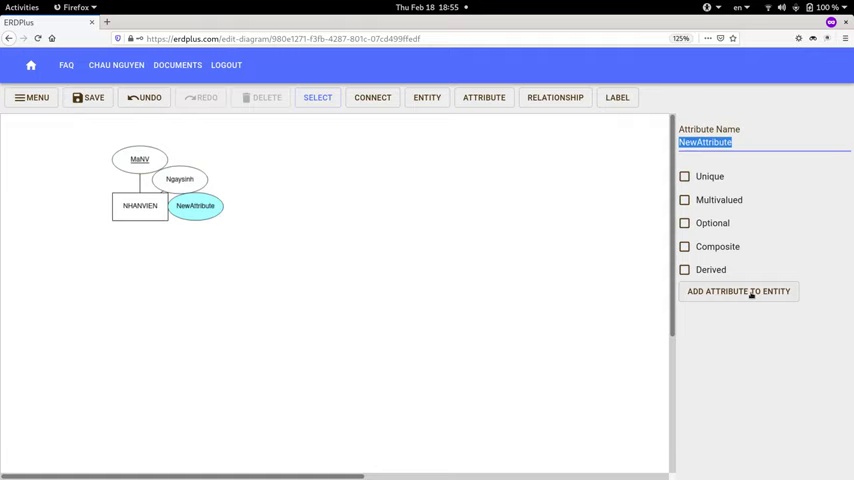 Activities Firefox Thu Feb 18 18:55 en 100 %
ERDPlus
https://erdplus.com/edit-diagram/980e1271-f3fb-4287-801c-07cd499ffedf 125%
FAQ CHAU NGUYEN DOCUMENTS LOGOUT
MENU SAVE UNDO REDO DELETE SELECT CONNECT ENTITY ATTRIBUTE RELATIONSHIP LABEL
Attribute Name
NewAttribute
MaNV
Ngaysinh
NHANVIEN
NewAttribute
Unique
Multivalued
Optional
Composite
Derived
ADD ATTRIBUTE TO ENTITY